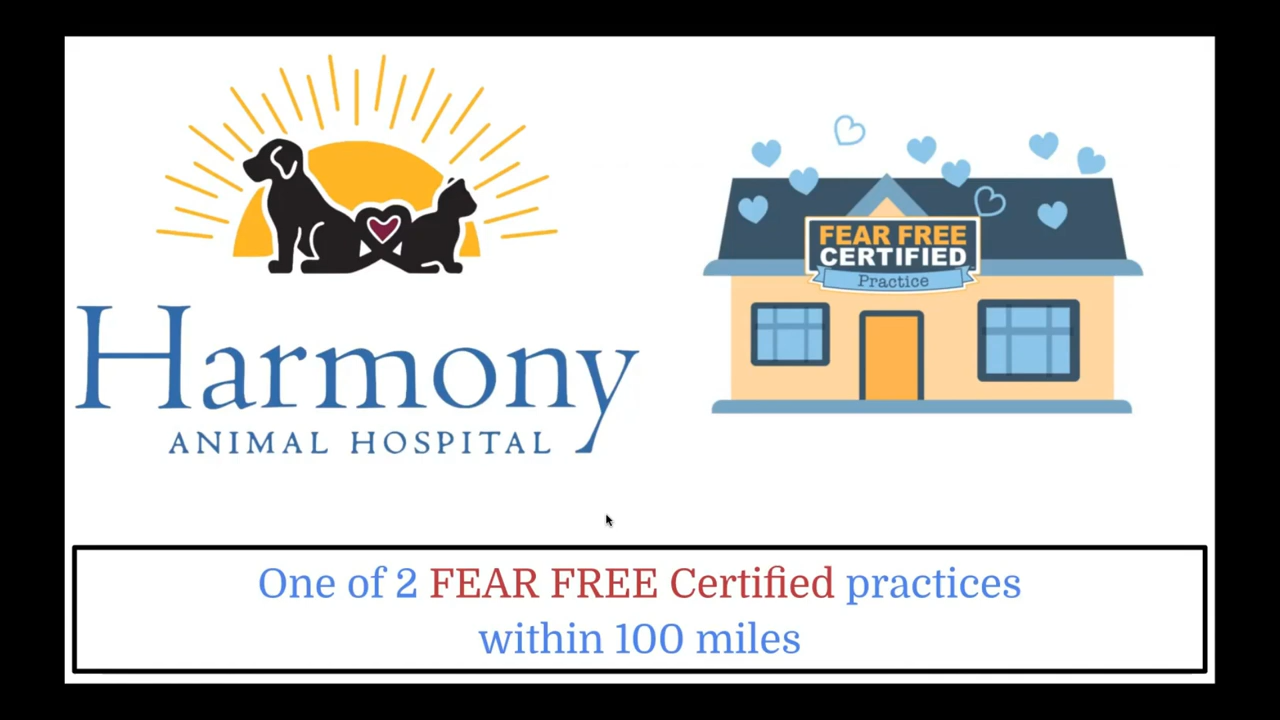 Harmony
ANIMAL HOSPITAL
FEAR FREE
CERTIFIED
Practice
One of 2 FEAR FREE Certified practices
within 100 miles